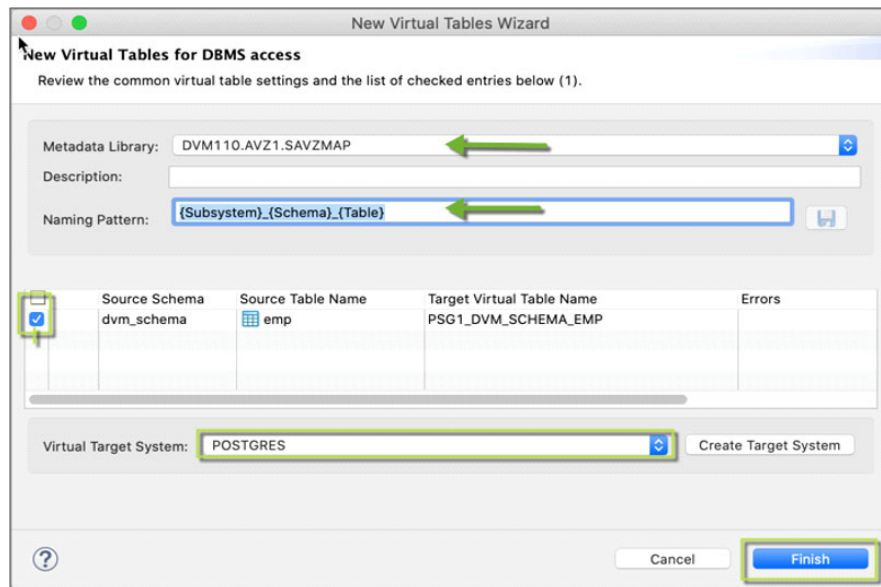 New Virtual Tables Wizard
New Virtual Tables for DBMS access
Review the common virtual table settings and the list of checked entries below (1).
Metadata Library: DVM110.AVZ1.SAVZMAP
Description:
Naming Pattern: {Subsystem}_{Schema}_{Table}
Source Schema Source Table Name Target Virtual Table Name Errors
dvm_schema emp PSG1_DVM_SCHEMA_EMP
Virtual Target System: POSTGRES Create Target System
? Cancel Finish